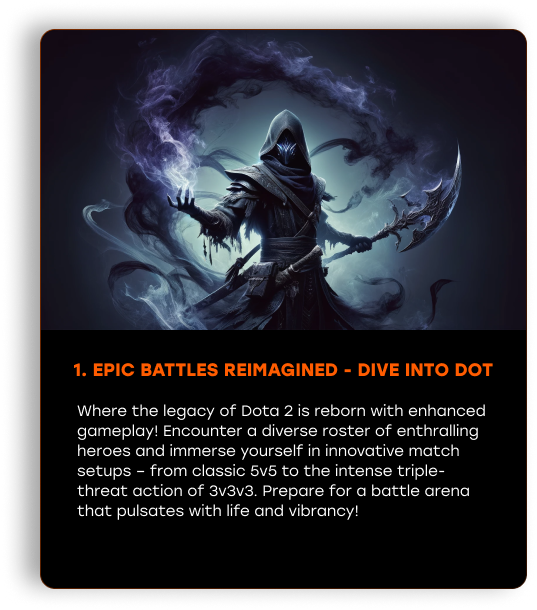 1. EPIC BATTLES REIMAGINED - DIVE INTO DOT
Where the legacy of Dota 2 is reborn with enhanced
gameplay! Encounter a diverse roster of enthralling
heroes and immerse yourself in innovative match
setups – from classic 5v5 to the intense triple-
threat action of 3v3v3. Prepare for a battle arena
that pulsates with life and vibrancy!